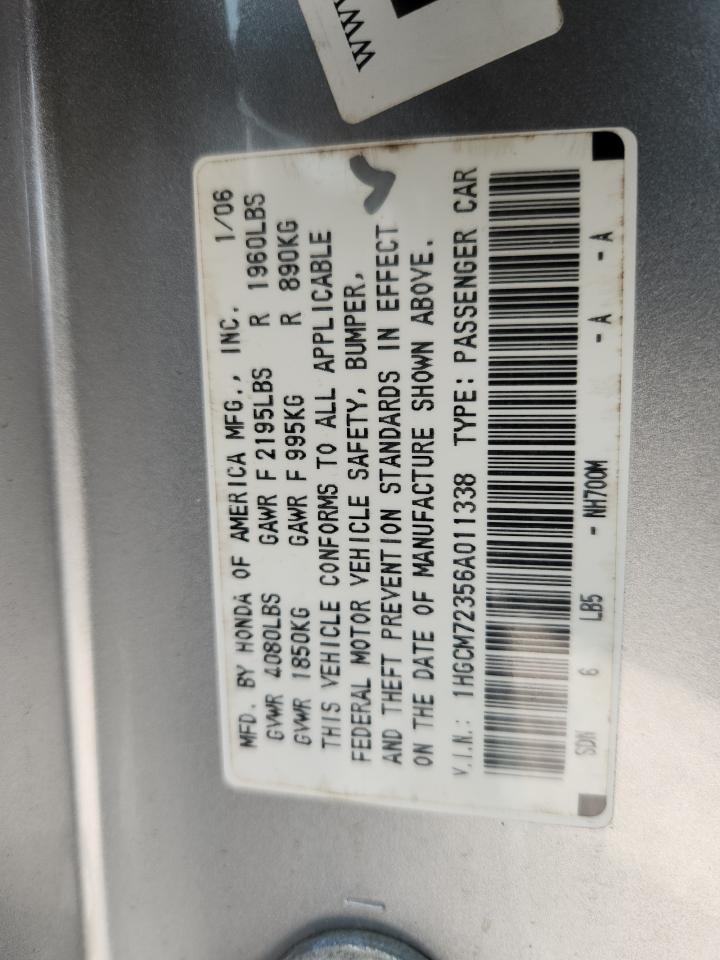 WWW
MFD. BY HONDA OF AMERICA MFG., INC. 1/06
GVWR 4080LBS GAWR F 2195LBS R 1960LBS
GVWR 1850KG GAWR F 995KG R 890KG
THIS VEHICLE CONFORMS TO ALL APPLICABLE
FEDERAL MOTOR VEHICLE SAFETY, BUMPER,
AND THEFT PREVENTION STANDARDS IN EFFECT
ON THE DATE OF MANUFACTURE SHOWN ABOVE.
V.I.N.: 1HGCM72356A011338 TYPE: PASSENGER CAR
SDN 6 LB5 - NH700M - A - A